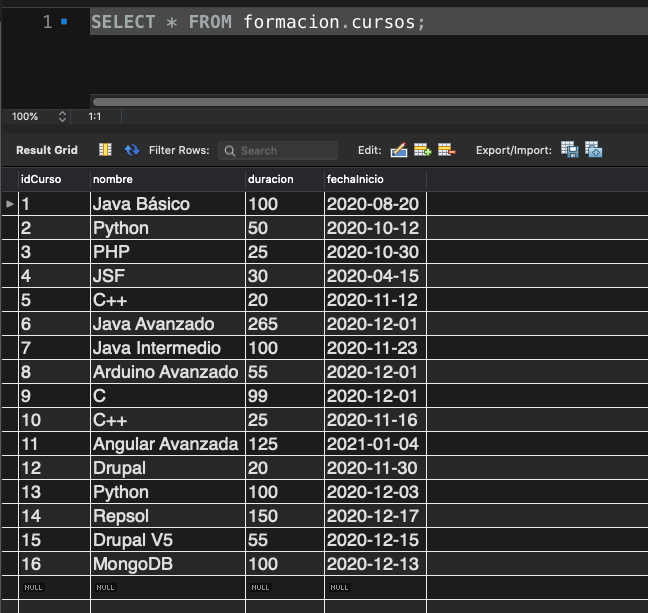 1 SELECT * FROM formacion.cursos;
100% 1:1
Result Grid Filter Rows: Search Edit: Export/Import:
idCurso nombre duracion fechaInicio
1 Java Básico 100 2020-08-20
2 Python 50 2020-10-12
3 PHP 25 2020-10-30
4 JSF 30 2020-04-15
5 C++ 20 2020-11-12
6 Java Avanzado 265 2020-12-01
7 Java Intermedio 100 2020-11-23
8 Arduino Avanzado 55 2020-12-01
9 C 99 2020-12-01
10 C++ 25 2020-11-16
11 Angular Avanzada 125 2021-01-04
12 Drupal 20 2020-11-30
13 Python 100 2020-12-03
14 Repsol 150 2020-12-17
15 Drupal V5 55 2020-12-15
16 MongoDB 100 2020-12-13
NULL NULL NULL NULL